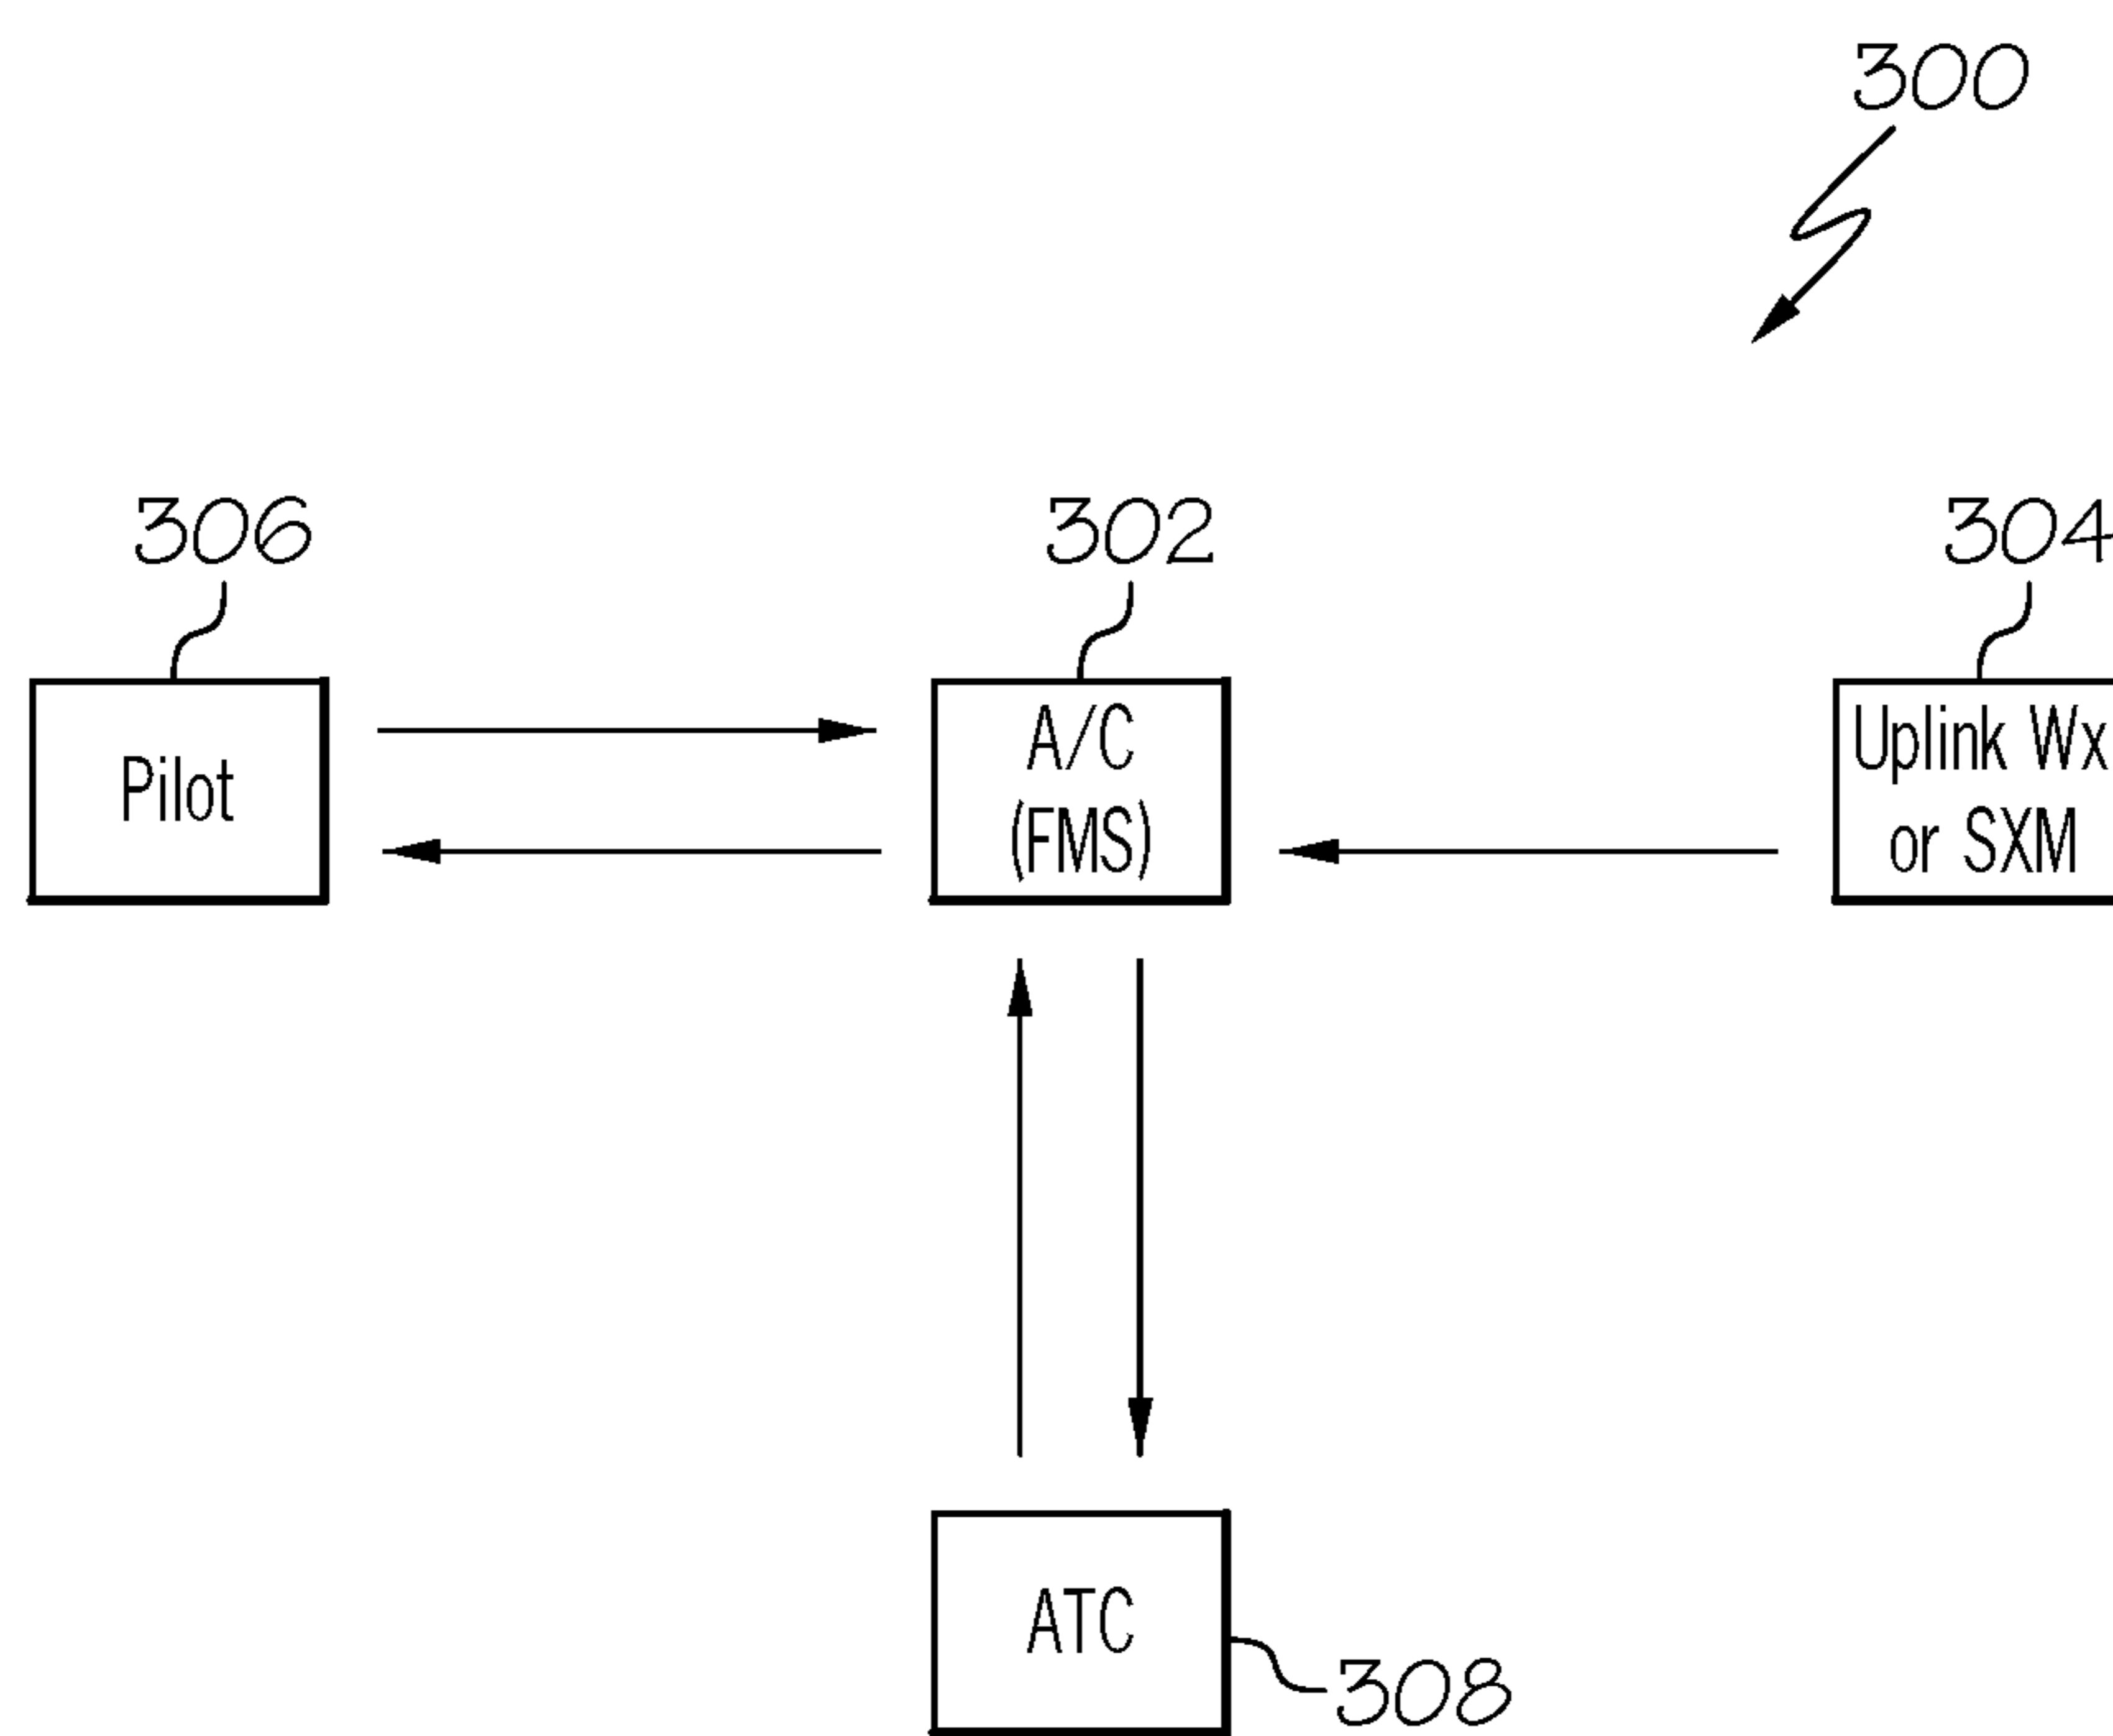 300
306
302
304
Pilot
A/C
(FMS)
Uplink Wx
or SXM
ATC
308